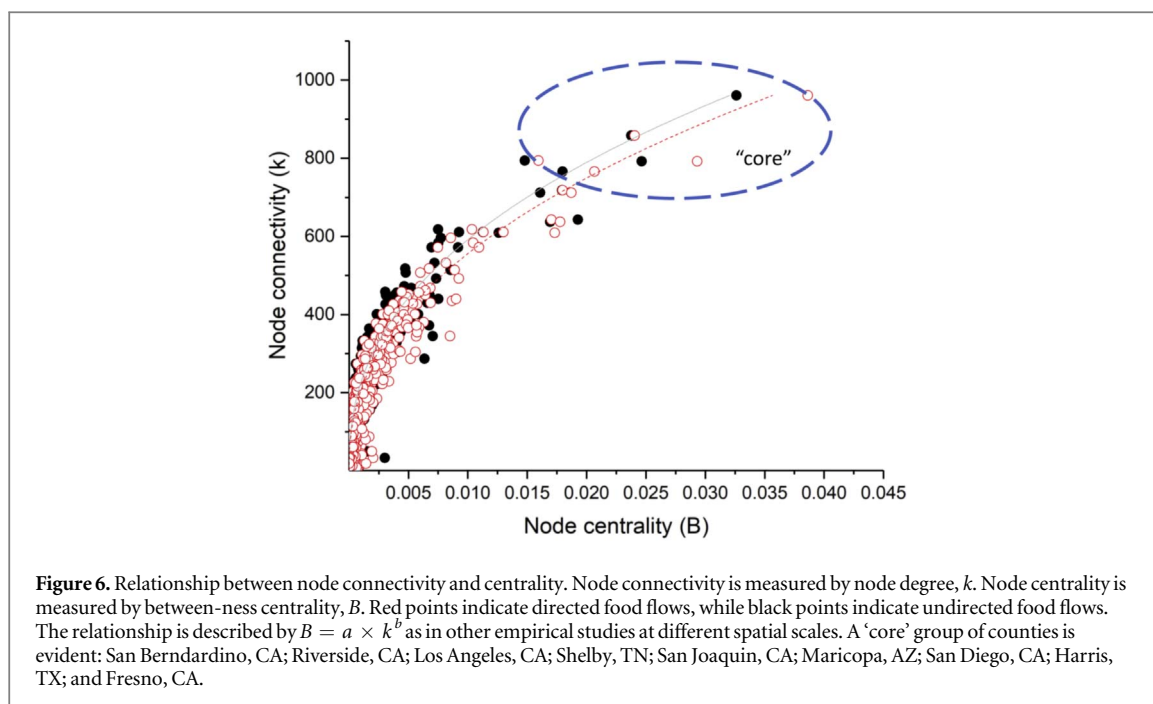 1000
800
600
400
200
Node connectivity (k)
"core"
0.005 0.010 0.015 0.020 0.025 0.030 0.035 0.040 0.045
Node centrality (B)
Figure 6. Relationship between node connectivity and centrality. Node connectivity is measured by node degree, k. Node centrality is
measured by between-ness centrality, B. Red points indicate directed food flows, while black points indicate undirected food flows.
The relationship is described by B = a × k^b as in other empirical studies at different spatial scales. A ‘core’ group of counties is
evident: San Berndardino, CA; Riverside, CA; Los Angeles, CA; Shelby, TN; San Joaquin, CA; Maricopa, AZ; San Diego, CA; Harris,
TX; and Fresno, CA.